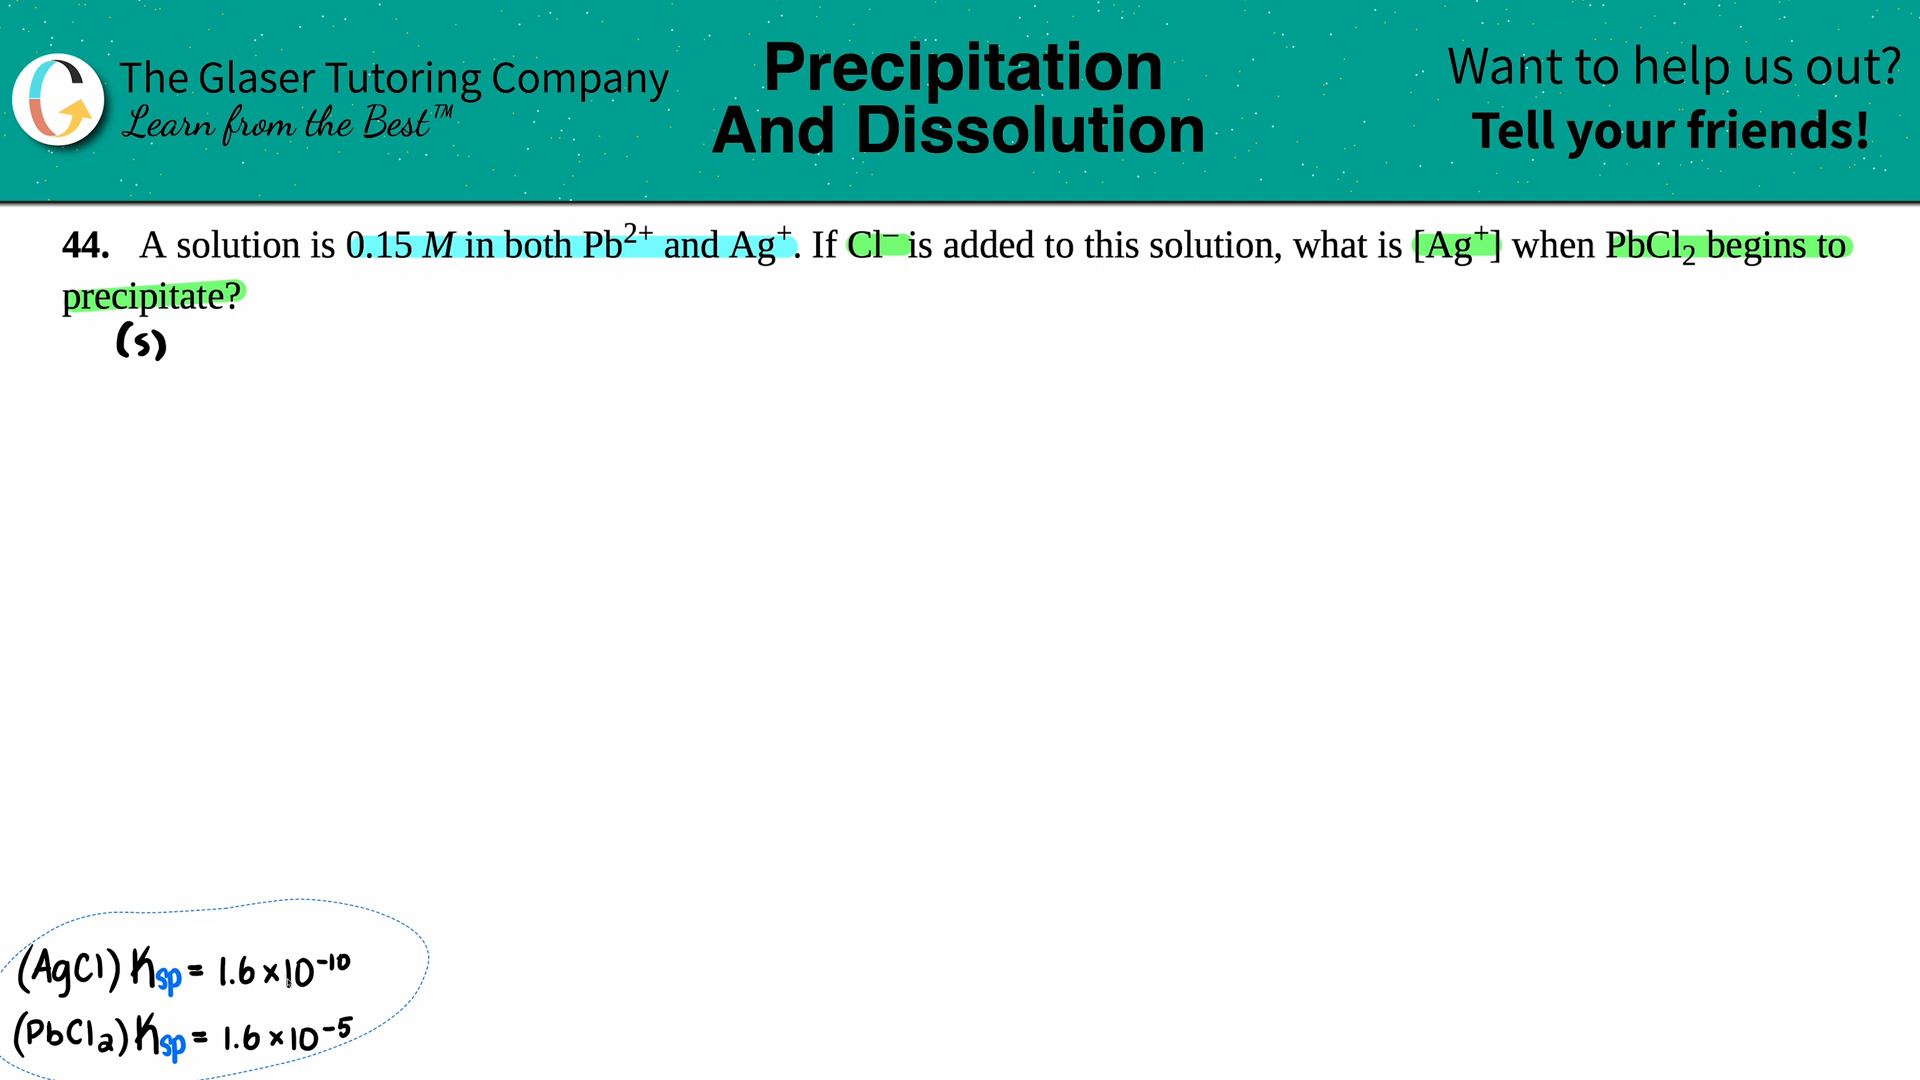 The Glaser Tutoring Company
Learn from the Best™
Precipitation
And Dissolution
Want to help us out?
Tell your friends!
44. A solution is 0.15 M in both Pb²⁺ and Ag⁺. If Cl⁻ is added to this solution, what is [Ag⁺] when PbCl₂ begins to
precipitate?
(s)
(AgCl) Ksp = 1.6 × 10⁻¹⁰
(PbCl₂) Ksp = 1.6 × 10⁻⁵